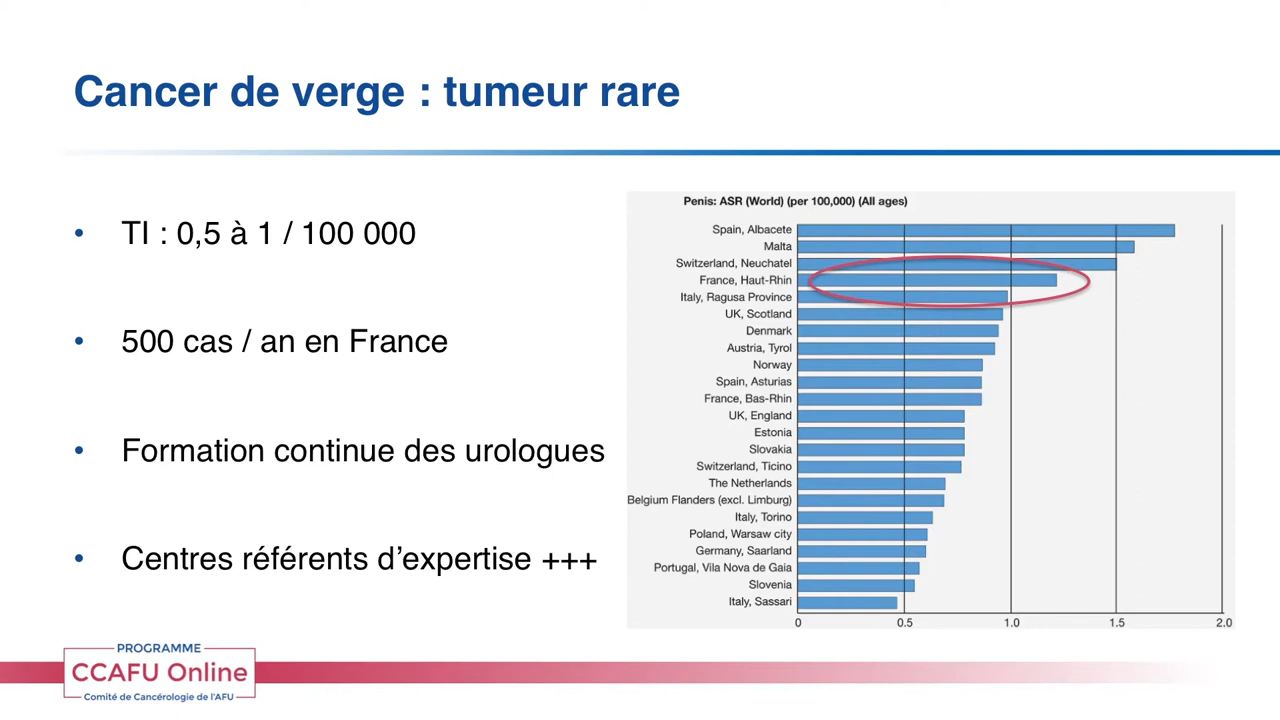 Cancer de verge : tumeur rare
• TI : 0,5 à 1 / 100 000
• 500 cas / an en France
• Formation continue des urologues
• Centres référents d’expertise +++
Penis: ASR (World) (per 100,000) (All ages)
Spain, Albacete
Malta
Switzerland, Neuchatel
France, Haut-Rhin
Italy, Ragusa Province
UK, Scotland
Denmark
Austria, Tyrol
Norway
Spain, Asturias
France, Bas-Rhin
UK, England
Estonia
Slovakia
Switzerland, Ticino
The Netherlands
Belgium Flanders (excl. Limburg)
Italy, Torino
Poland, Warsaw city
Germany, Saarland
Portugal, Vila Nova de Gaia
Slovenia
Italy, Sassari
0 0.5 1.0 1.5 2.0
PROGRAMME
CCAFU Online
Comité de Cancérologie de l'AFU